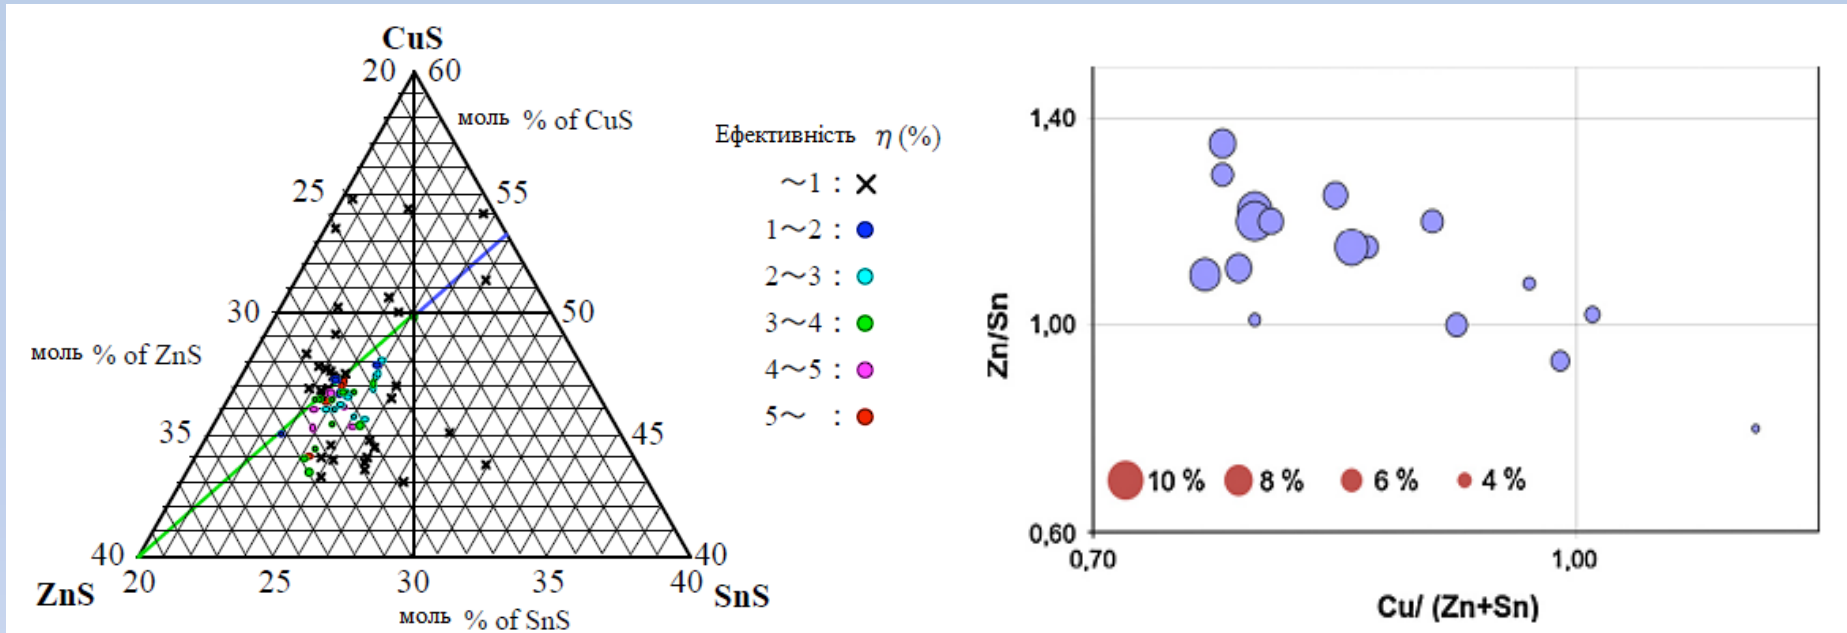 CuS
20 60
моль % of CuS
25 55
30 50
моль % of ZnS
35 45
40 40
ZnS 20 25 30 35 40 SnS
моль % of SnS
Ефективність η (%)
～1 :
1～2 :
2～3 :
3～4 :
4～5 :
5～ :
1,40
Zn/Sn
1,00
10 % 8 % 6 % 4 %
0,60
0,70 1,00
Cu/ (Zn+Sn)